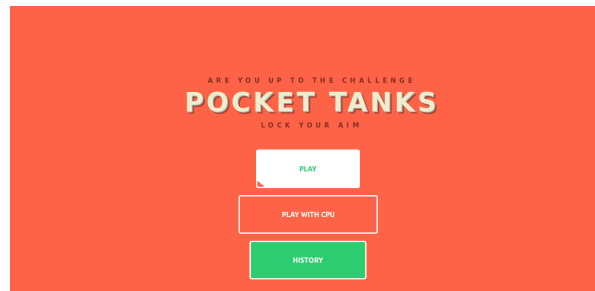 ARE YOU UP TO THE CHALLENGE
POCKET TANKS
LOCK YOUR AIM
PLAY
PLAY WITH CPU
HISTORY